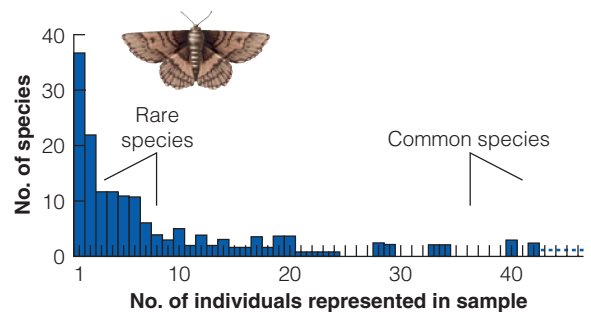 No. of species
40
30
20
10
0
Rare
species
Common species
1
10
20
30
40
No. of individuals represented in sample